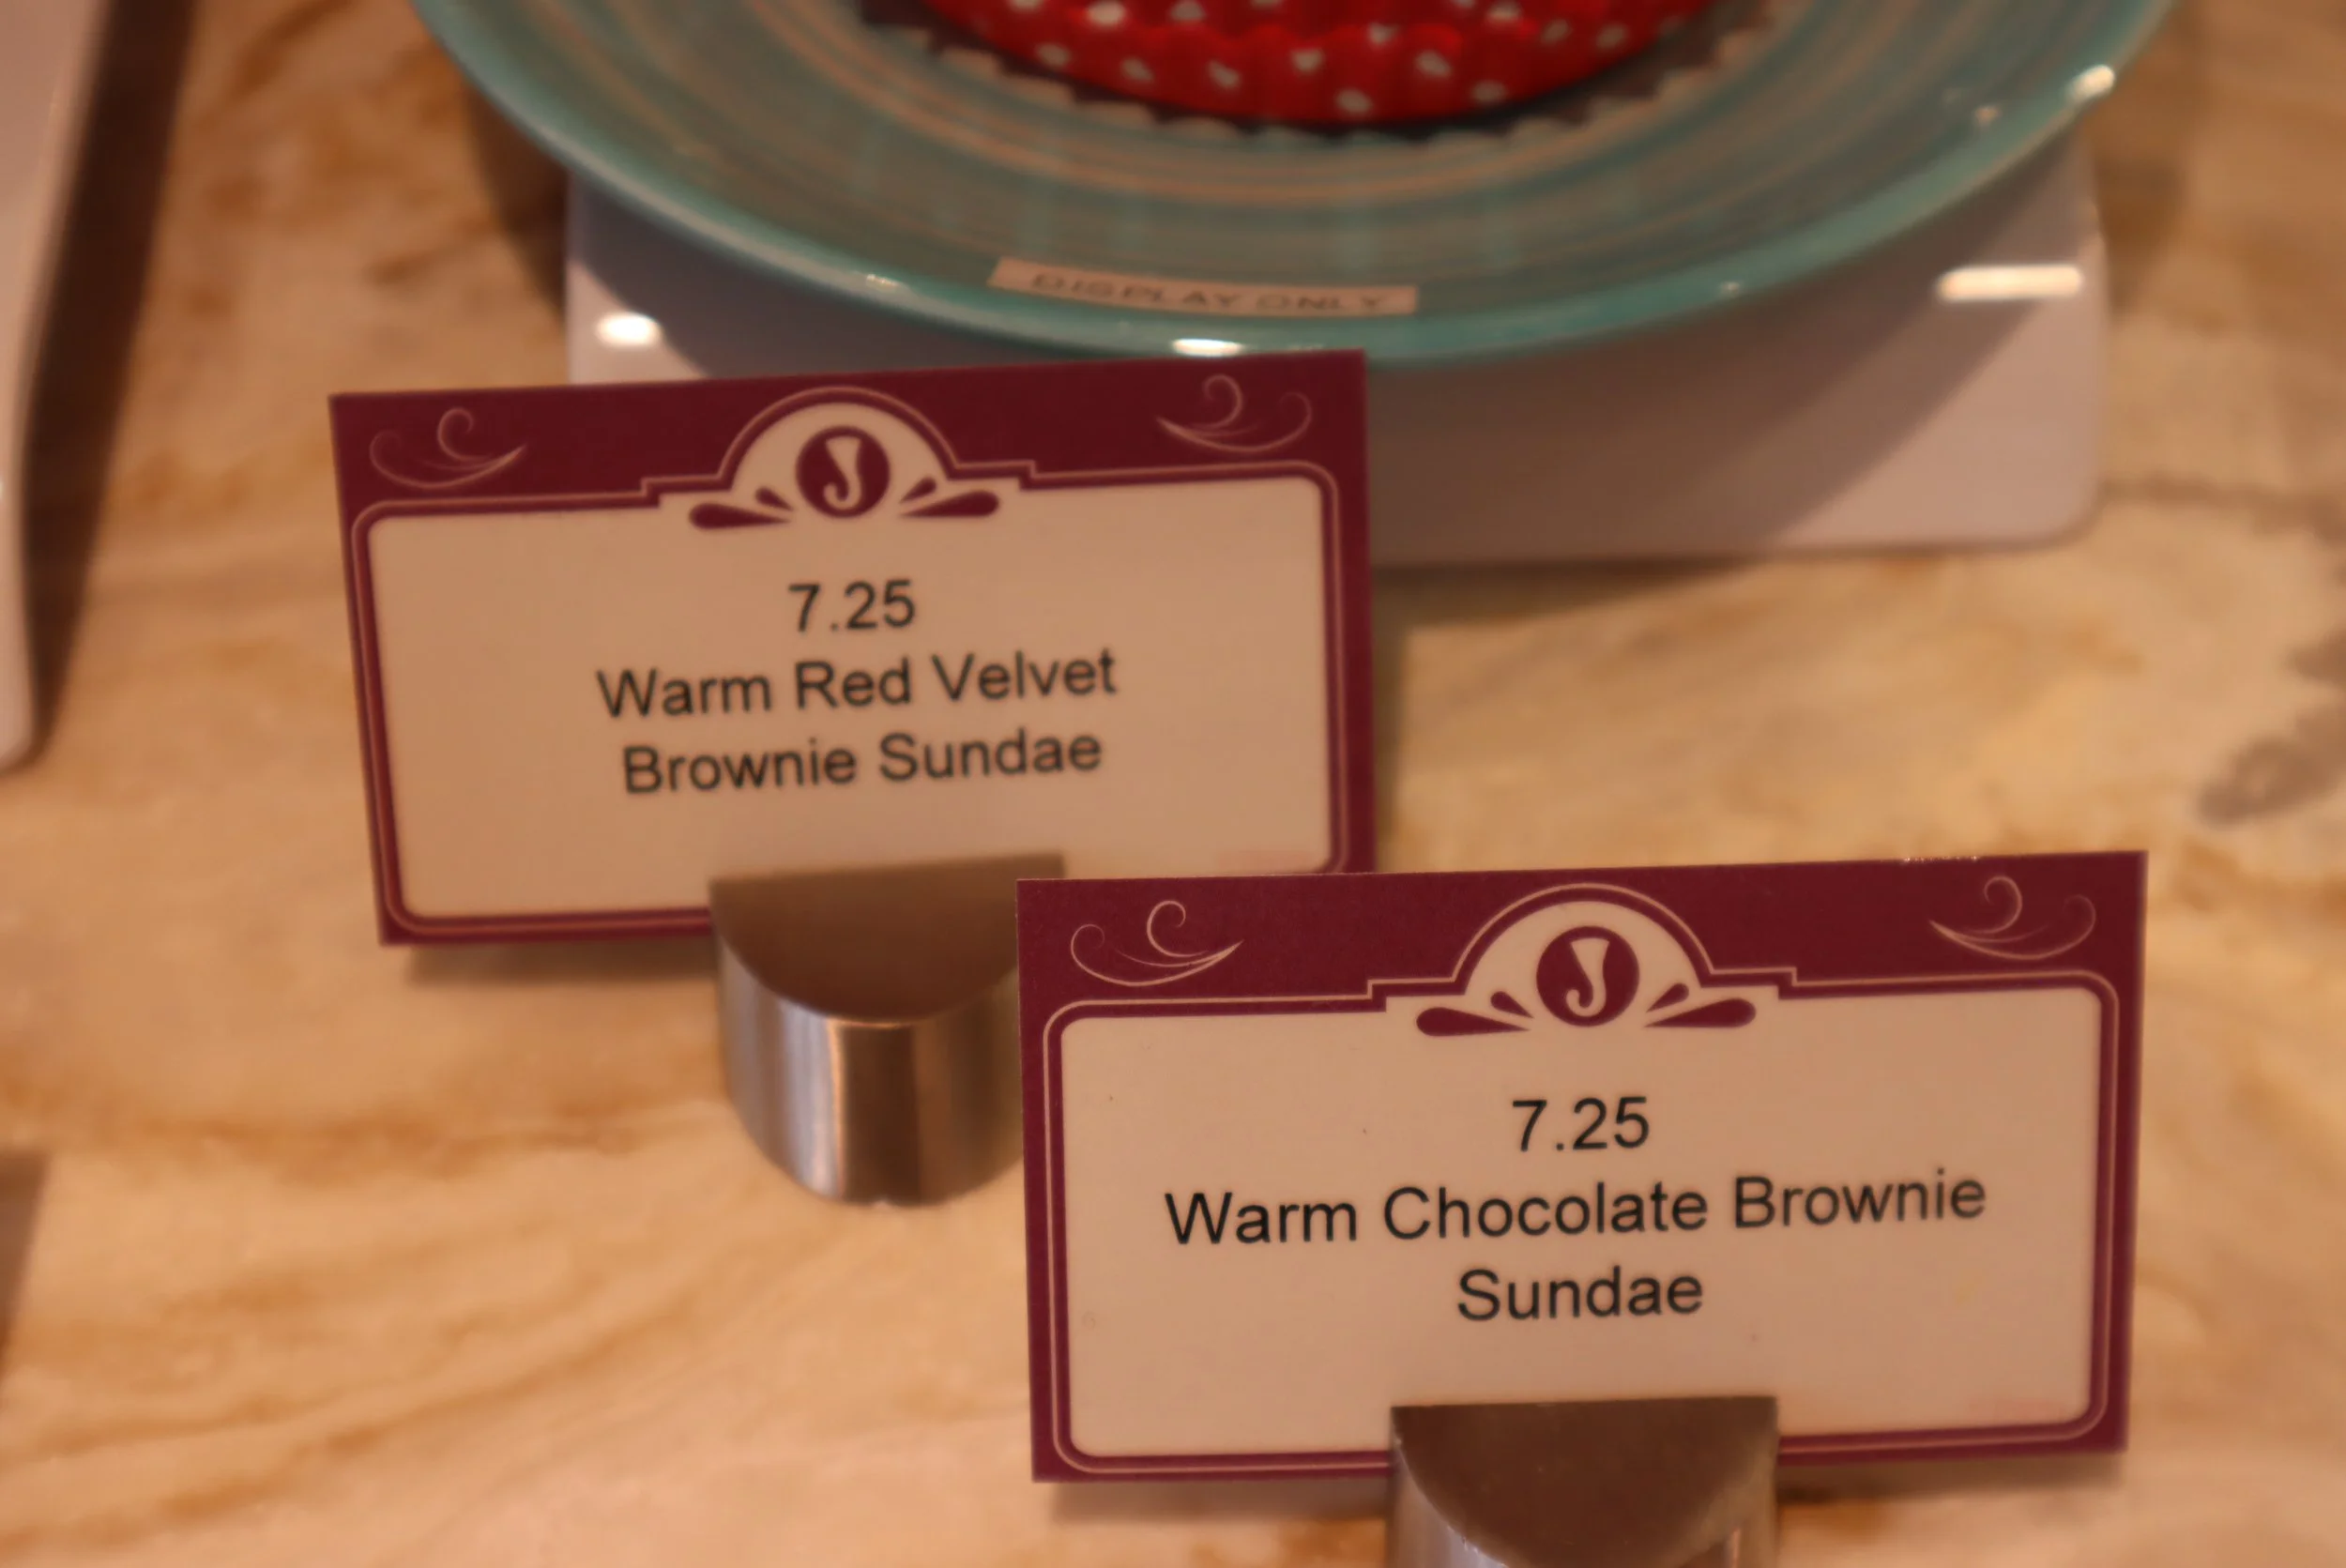 DISPLAY ONLY
J
7.25
Warm Red Velvet
Brownie Sundae
J
7.25
Warm Chocolate Brownie
Sundae